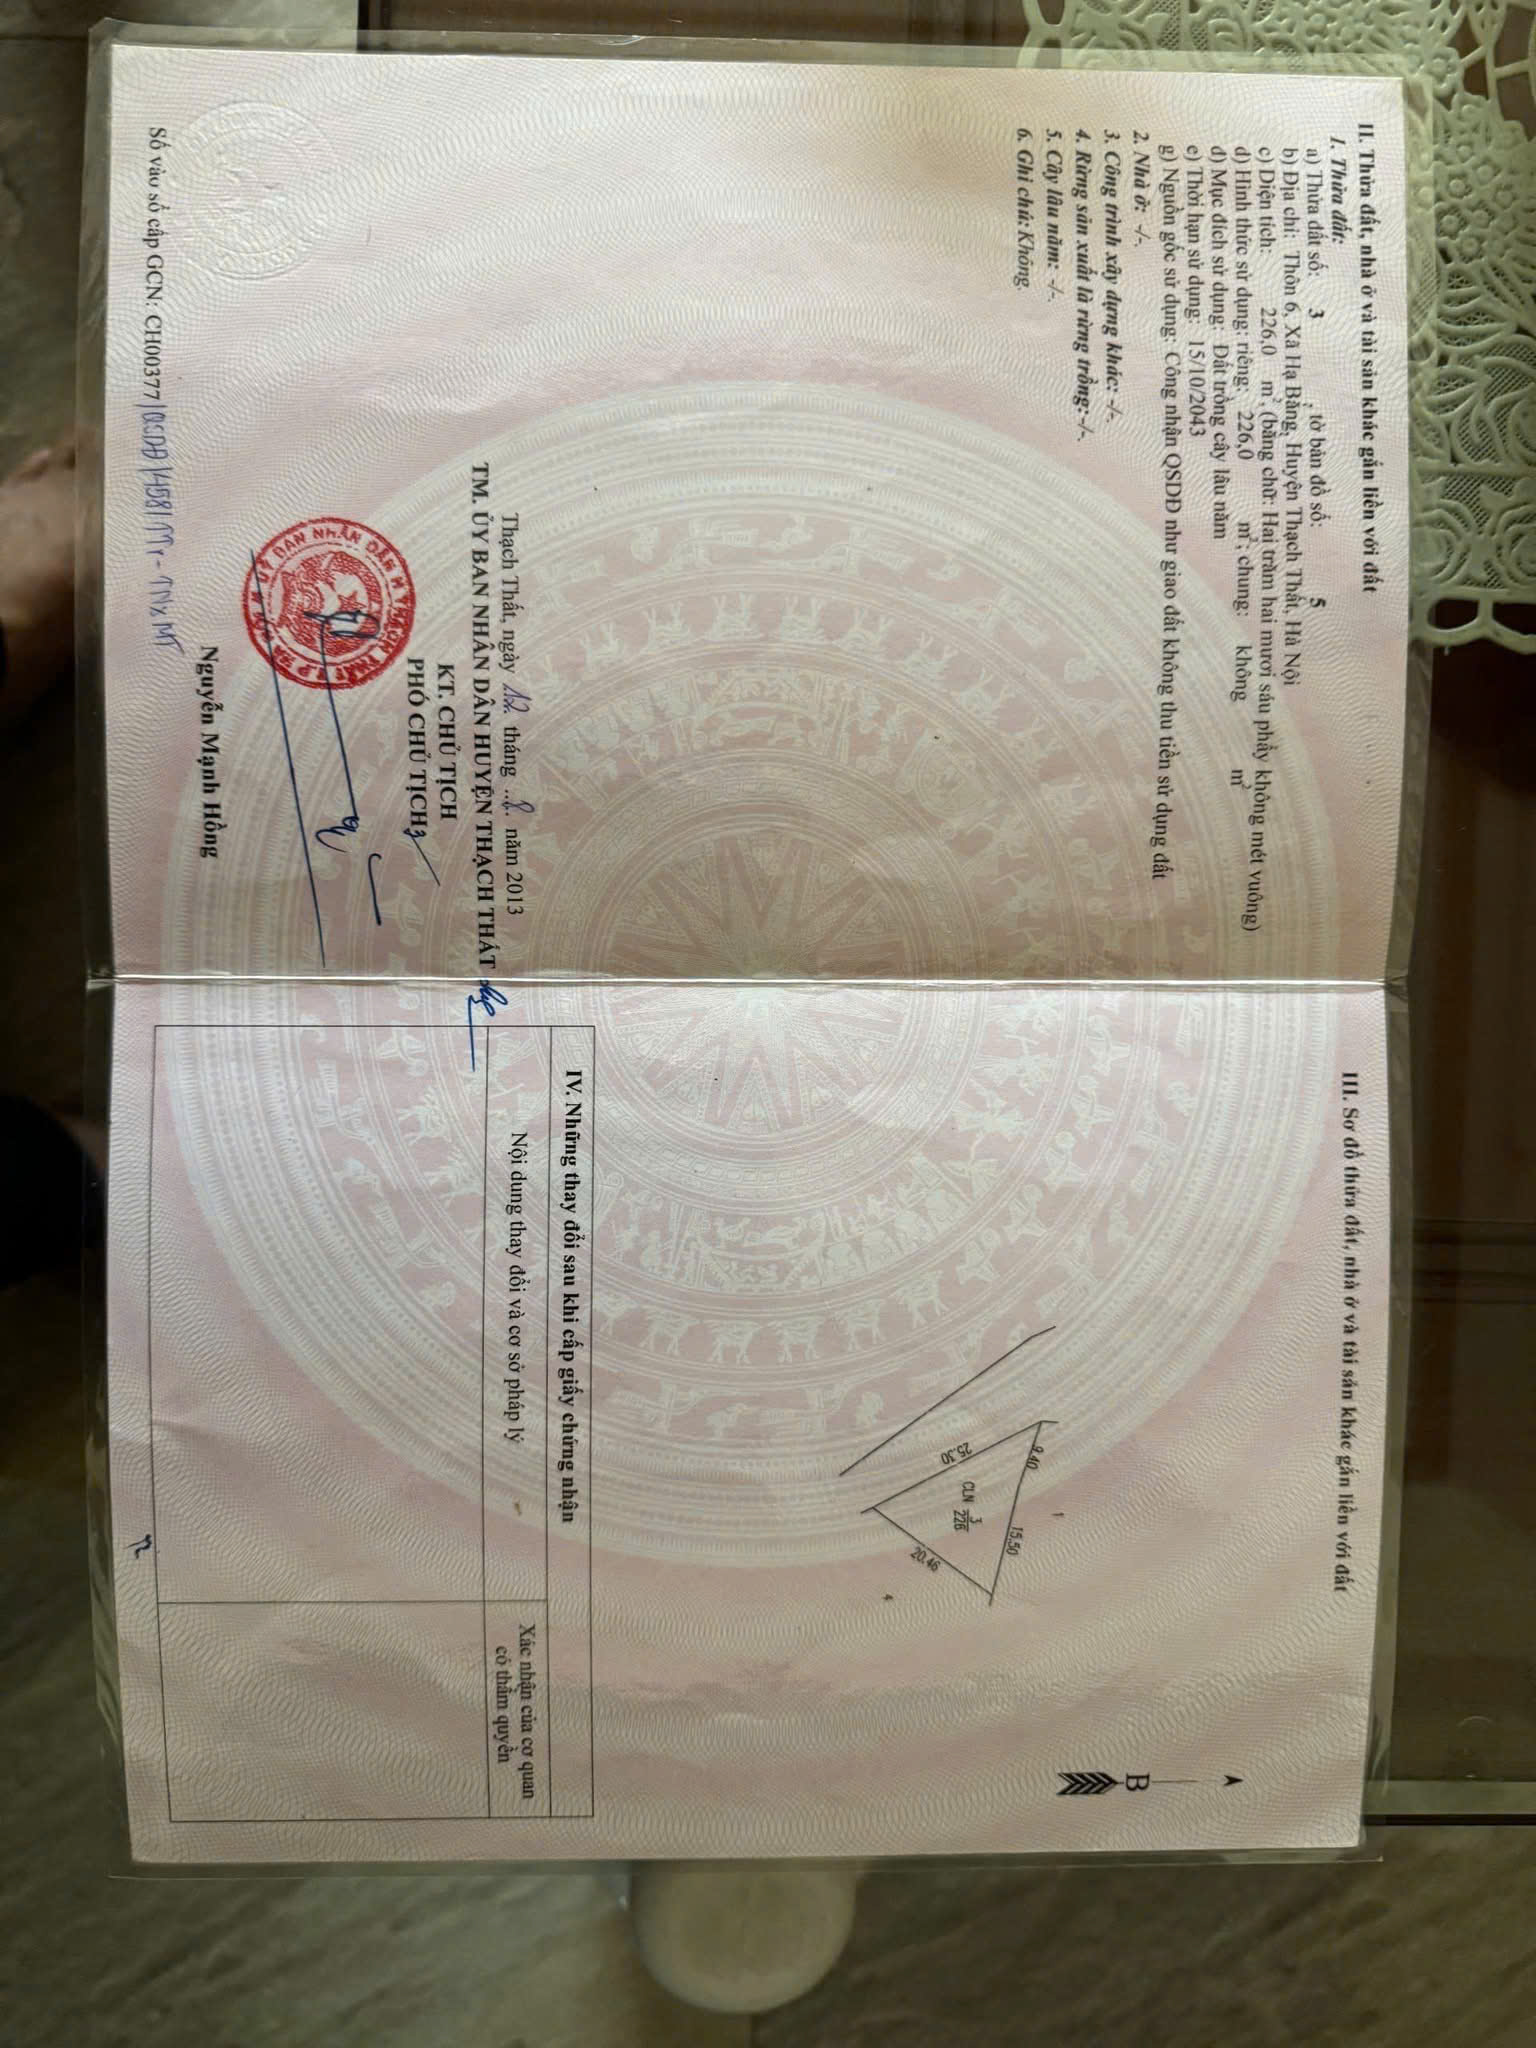 II. Thửa đất, nhà ở và tài sản khác gắn liền với đất
1. Thửa đất:
a) Thửa đất số: 3 , tờ bản đồ số: 5
b) Địa chỉ: Thôn 6, Xã Hạ Bằng, Huyện Thạch Thất, Hà Nội
c) Diện tích: 226,0 m², (bằng chữ: Hai trăm hai mươi sáu phẩy không mét vuông)
d) Hình thức sử dụng: riêng: 226,0 m²; chung: không m²
đ) Mục đích sử dụng: Đất trồng cây lâu năm
e) Thời hạn sử dụng: 15/10/2043
g) Nguồn gốc sử dụng: Công nhận QSDĐ như giao đất không thu tiền sử dụng đất
2. Nhà ở: -/-.
3. Công trình xây dựng khác: -/-.
4. Rừng sản xuất là rừng trồng:-/-.
5. Cây lâu năm: -/-.
6. Ghi chú: Không.
Thạch Thất, ngày 12 tháng ..8. năm 2013
TM. ỦY BAN NHÂN DÂN HUYỆN THẠCH THẤT
KT. CHỦ TỊCH
PHÓ CHỦ TỊCH
Nguyễn Mạnh Hồng
Số vào sổ cấp GCN: CH00377/QSDĐ/1458/TTr-TNMT
III. Sơ đồ thửa đất, nhà ở và tài sản khác gắn liền với đất
B
9.40
1
15.50
25.30
CLN 3/226
20.46
4
IV. Những thay đổi sau khi cấp giấy chứng nhận
Nội dung thay đổi và cơ sở pháp lý
Xác nhận của cơ quan
có thẩm quyền